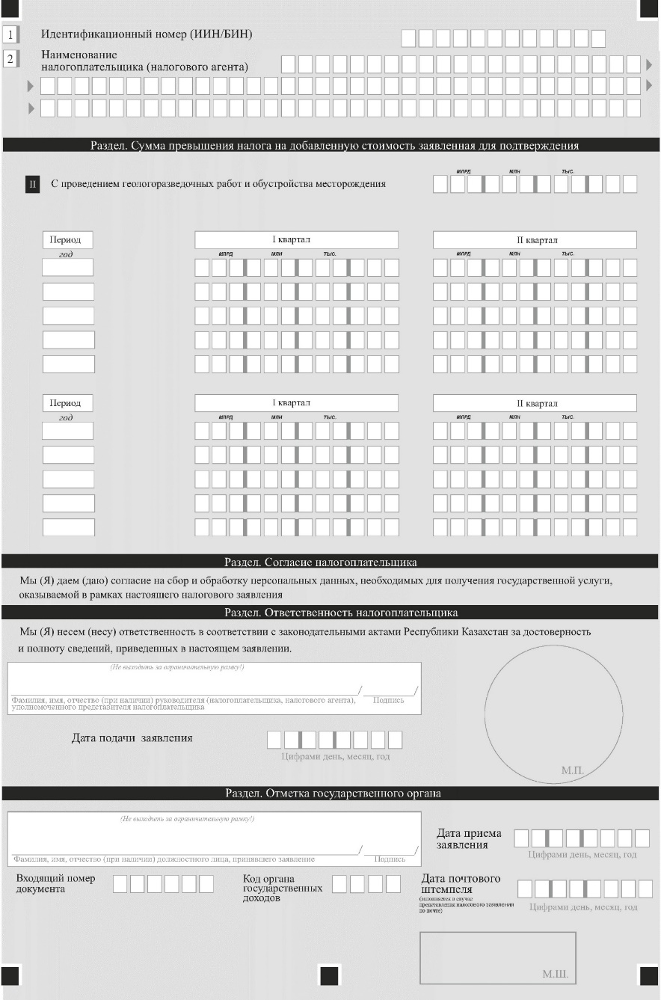 1 Идентификационный номер (ИИН/БИН)
2 Наименование
налогоплательщика (налогового агента)
Раздел. Сумма превышения налога на добавленную стоимость заявленная для подтверждения
МЛРД МЛН ТЫС.
II С проведением геологоразведочных работ и обустройства месторождения
Период I квартал II квартал
год МЛРД МЛН ТЫС. МЛРД МЛН ТЫС.
Период I квартал II квартал
год МЛРД МЛН ТЫС. МЛРД МЛН ТЫС.
Раздел. Согласие налогоплательщика
Мы (Я) даем (даю) согласие на сбор и обработку персональных данных, необходимых для получения государственной услуги,
оказываемой в рамках настоящего налогового заявления
Раздел. Ответственность налогоплательщика
Мы (Я) несем (несу) ответственность в соответствии с законодательными актами Республики Казахстан за достоверность
и полноту сведений, приведенных в настоящем заявлении.
(Не выходить за ограничительную рамку!)
/ /
Фамилия, имя, отчество (при наличии) руководителя (налогоплательщика, налогового агента), Подпись
уполномоченного представителя налогоплательщика
Дата подачи заявления
Цифрами день, месяц, год
М.П.
Раздел. Отметка государственного органа
(Не выходить за ограничительную рамку!)
/ /
Фамилия, имя, отчество (при наличии) должностного лица, принявшего заявление Подпись
Дата приема
заявления
Цифрами день, месяц, год
Входящий номер
документа
Код органа
государственных
доходов
Дата почтового
штемпеля
(заполняется в случае
представления налогового заявления
по почте)
Цифрами день, месяц, год
М.Ш.